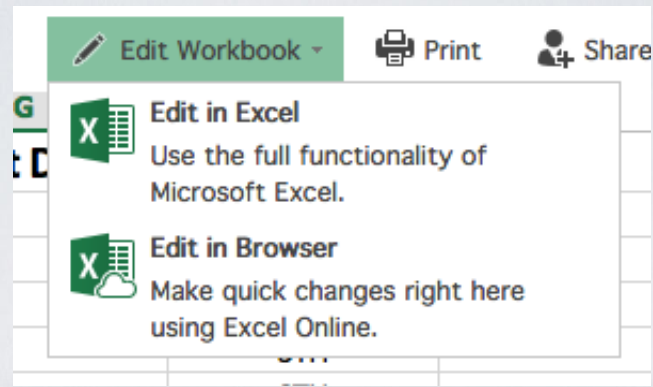 Edit Workbook Print Share
G
Edit in Excel
Use the full functionality of
Microsoft Excel.
Edit in Browser
Make quick changes right here
using Excel Online.